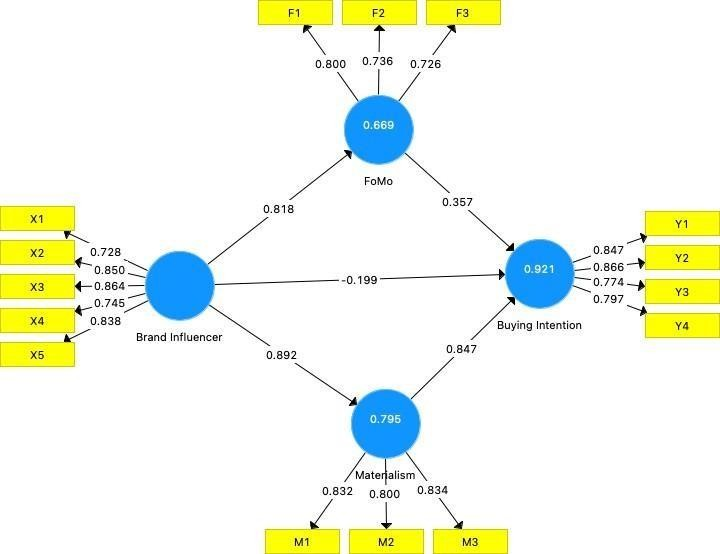 F1 F2 F3
0.800 0.736 0.726
0.669
FoMo
0.818
0.357
X1
X2
X3
X4
X5
0.728
0.850
0.864
0.745
0.838
Brand Influencer
-0.199
0.921
Buying Intention
0.847
0.866
0.774
0.797
Y1
Y2
Y3
Y4
0.892
0.847
0.795
Materialism
0.832 0.800 0.834
M1 M2 M3